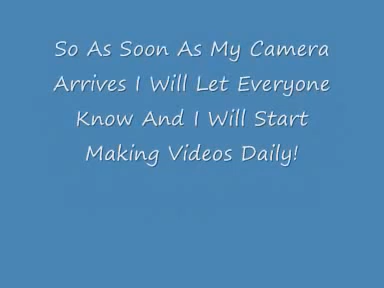 So As Soon As My Camera
Arrives I Will Let Everyone
Know And I Will Start
Making Videos Daily!